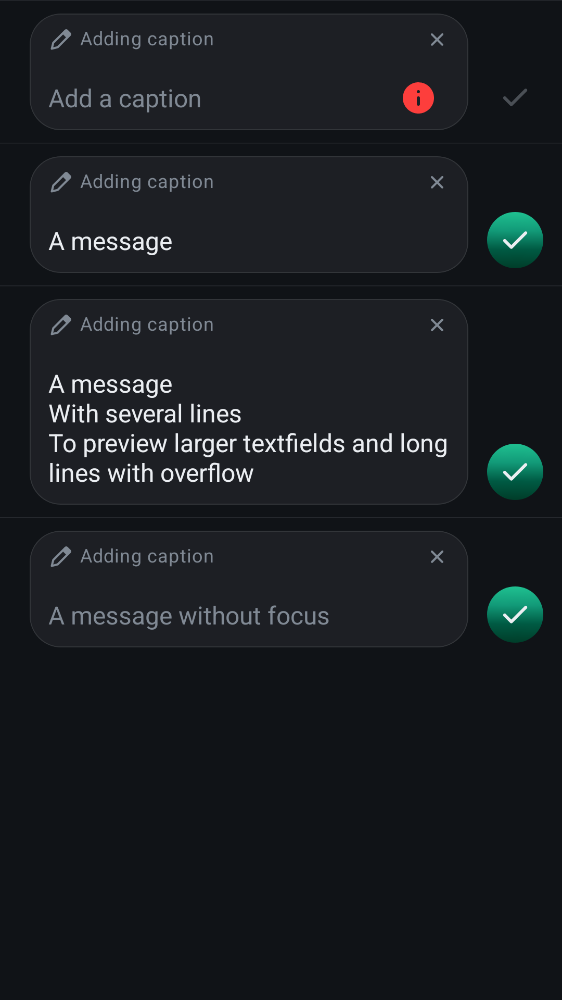 Adding caption
Add a caption
Adding caption
A message
Adding caption
A message
With several lines
To preview larger textfields and long
lines with overflow
Adding caption
A message without focus